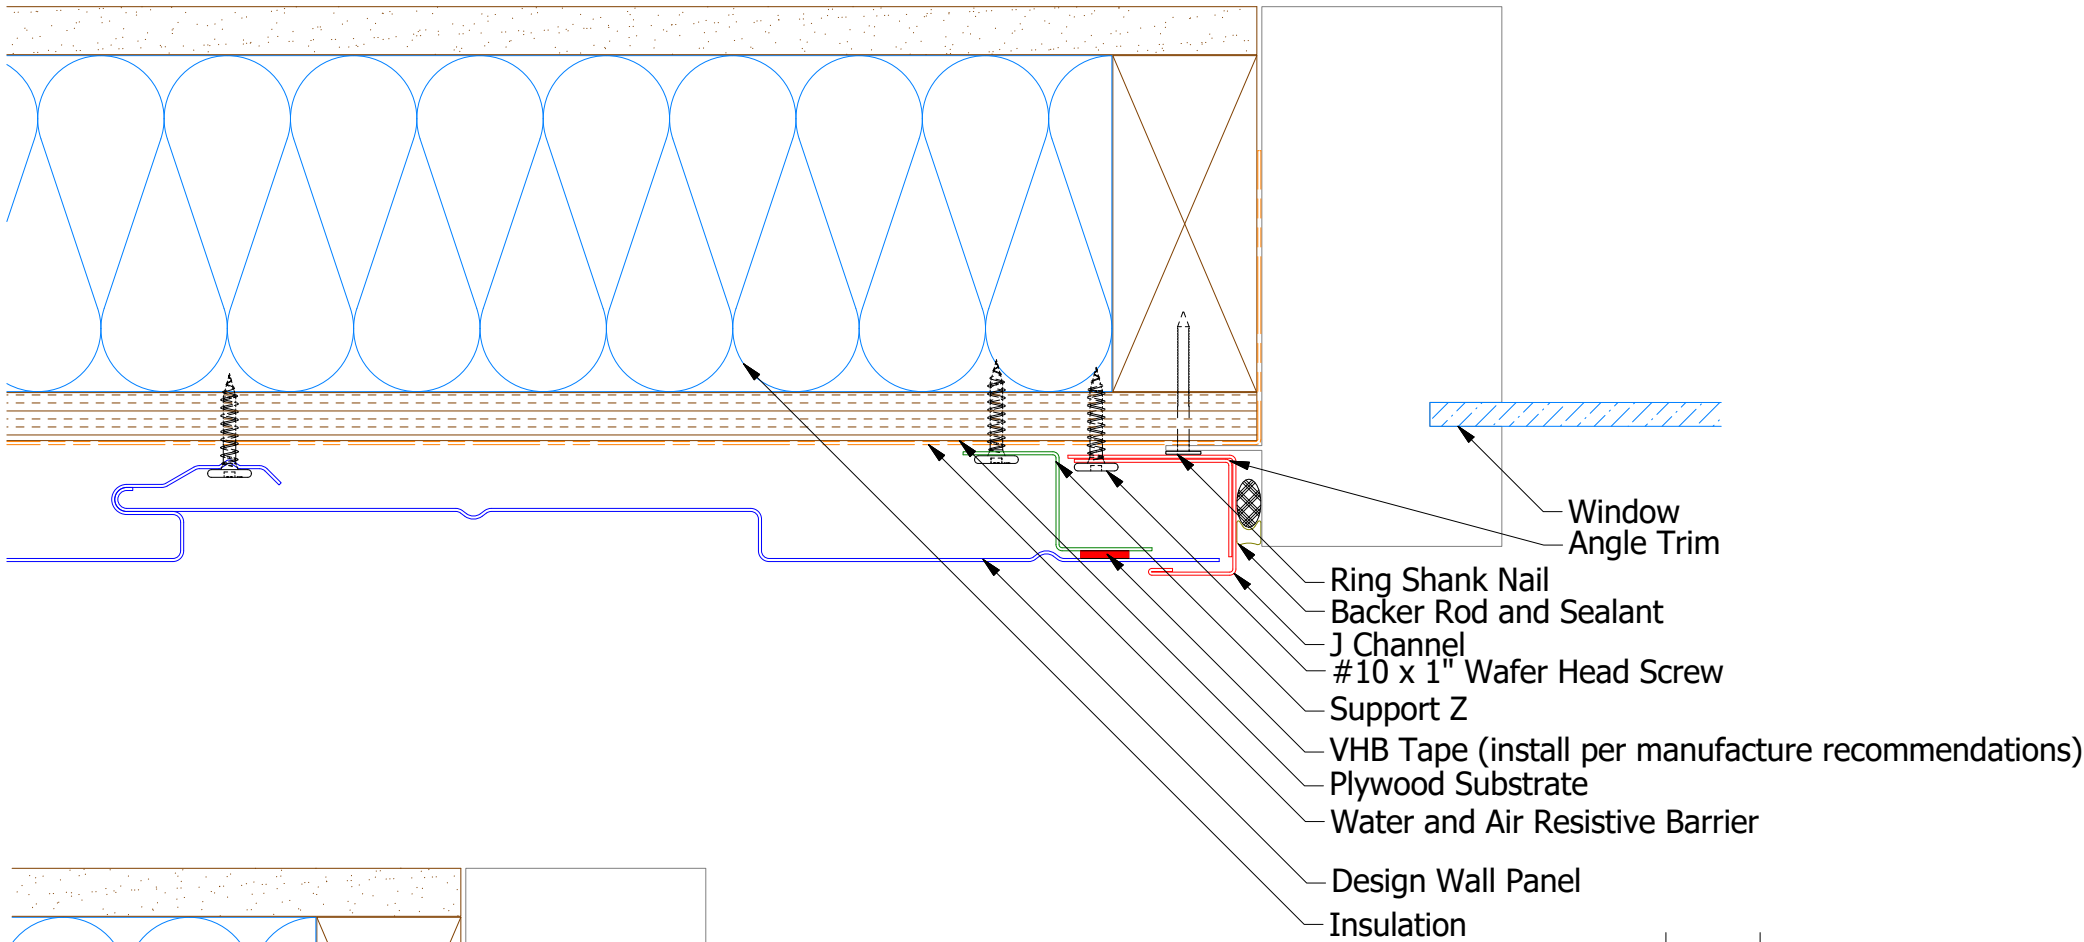 Window
Angle Trim
Ring Shank Nail
Backer Rod and Sealant
J Channel
#10 x 1" Wafer Head Screw
Support Z
VHB Tape (install per manufacture recommendations)
Plywood Substrate
Water and Air Resistive Barrier
Design Wall Panel
Insulation